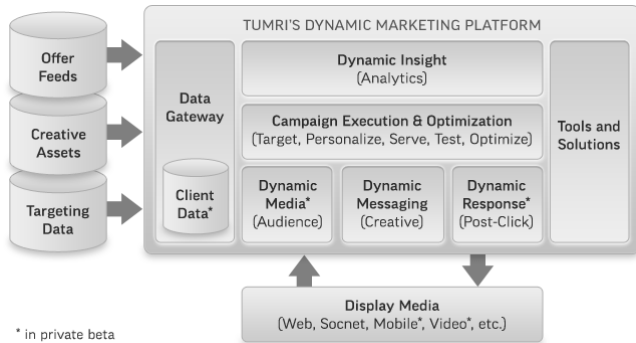 TUMRI'S DYNAMIC MARKETING PLATFORM
Offer
Feeds
Creative
Assets
Targeting
Data
Data
Gateway
Client
Data*
Dynamic Insight
(Analytics)
Campaign Execution & Optimization
(Target, Personalize, Serve, Test, Optimize)
Dynamic
Media*
(Audience)
Dynamic
Messaging
(Creative)
Dynamic
Response*
(Post-Click)
Tools and
Solutions
Display Media
(Web, Socnet, Mobile*, Video*, etc.)
* in private beta